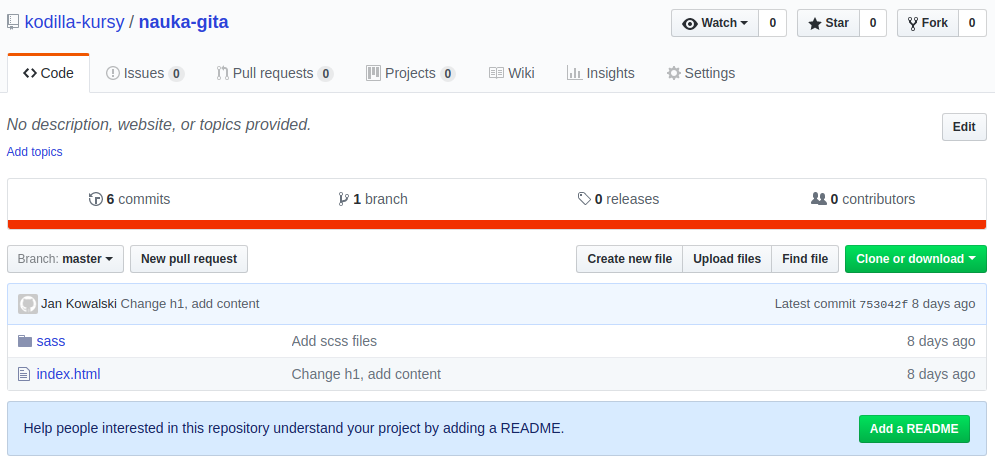 kodilla-kursy / nauka-gita Watch 0 Star 0 Fork 0
Code Issues 0 Pull requests 0 Projects 0 Wiki Insights Settings
No description, website, or topics provided. Edit
Add topics
6 commits 1 branch 0 releases 0 contributors
Branch: master New pull request Create new file Upload files Find file Clone or download
Jan Kowalski Change h1, add content Latest commit 753042f 8 days ago
sass Add scss files 8 days ago
index.html Change h1, add content 8 days ago
Help people interested in this repository understand your project by adding a README. Add a README